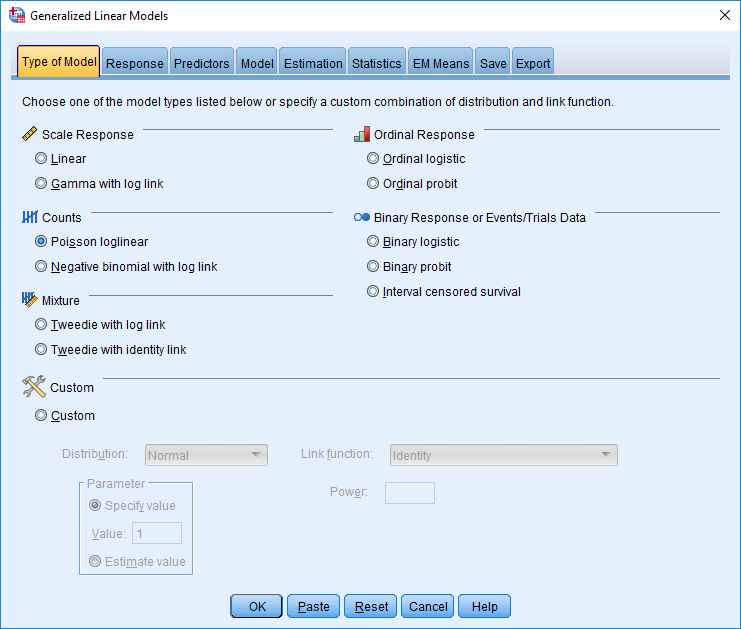 Generalized Linear Models
Type of Model Response Predictors Model Estimation Statistics EM Means Save Export
Choose one of the model types listed below or specify a custom combination of distribution and link function.
Scale Response
Linear
Gamma with log link
Ordinal Response
Ordinal logistic
Ordinal probit
Counts
Poisson loglinear
Negative binomial with log link
Binary Response or Events/Trials Data
Binary logistic
Binary probit
Interval censored survival
Mixture
Tweedie with log link
Tweedie with identity link
Custom
Custom
Distribution: Normal Link function: Identity
Parameter
Specify value
Value: 1
Estimate value
Power:
OK Paste Reset Cancel Help